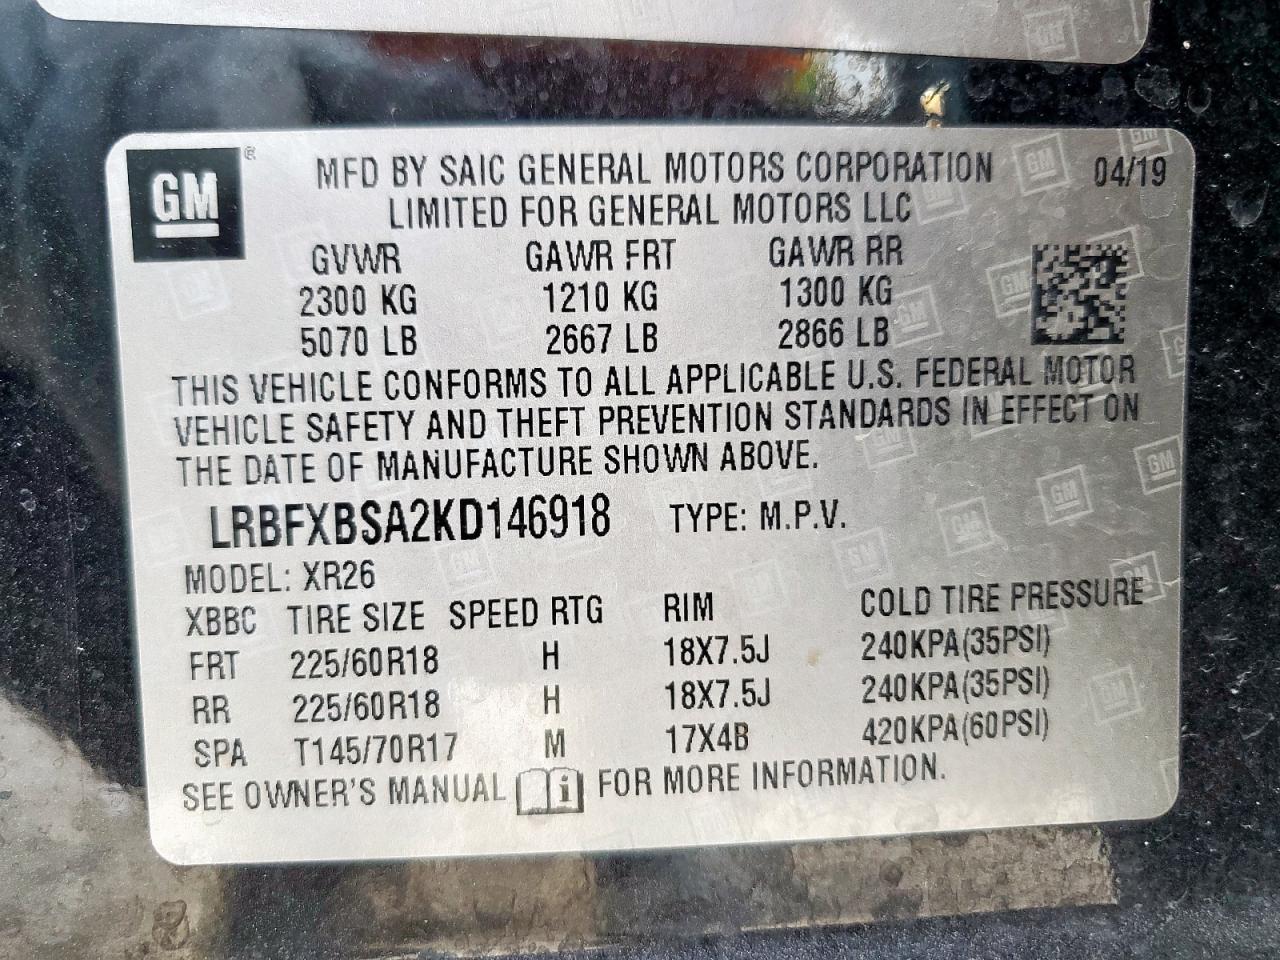 GM ® MFD BY SAIC GENERAL MOTORS CORPORATION 04/19
LIMITED FOR GENERAL MOTORS LLC
GVWR GAWR FRT GAWR RR
2300 KG 1210 KG 1300 KG
5070 LB 2667 LB 2866 LB
THIS VEHICLE CONFORMS TO ALL APPLICABLE U.S. FEDERAL MOTOR
VEHICLE SAFETY AND THEFT PREVENTION STANDARDS IN EFFECT ON
THE DATE OF MANUFACTURE SHOWN ABOVE.
LRBFXBSA2KD146918 TYPE: M.P.V.
MODEL: XR26
XBBC TIRE SIZE SPEED RTG RIM COLD TIRE PRESSURE
FRT 225/60R18 H 18X7.5J 240KPA(35PSI)
RR 225/60R18 H 18X7.5J 240KPA(35PSI)
SPA T145/70R17 M 17X4B 420KPA(60PSI)
SEE OWNER'S MANUAL i FOR MORE INFORMATION.